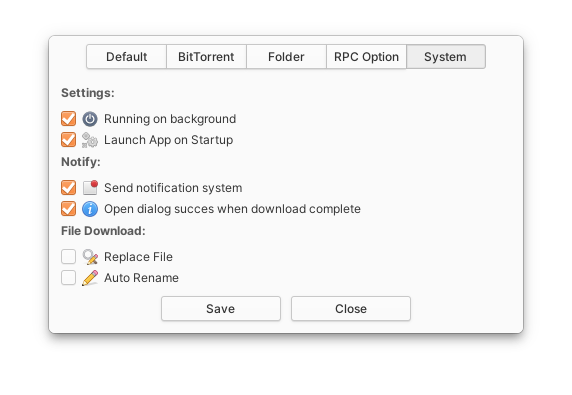 Default BitTorrent Folder RPC Option System
Settings:
Running on background
Launch App on Startup
Notify:
Send notification system
Open dialog succes when download complete
File Download:
Replace File
Auto Rename
Save Close